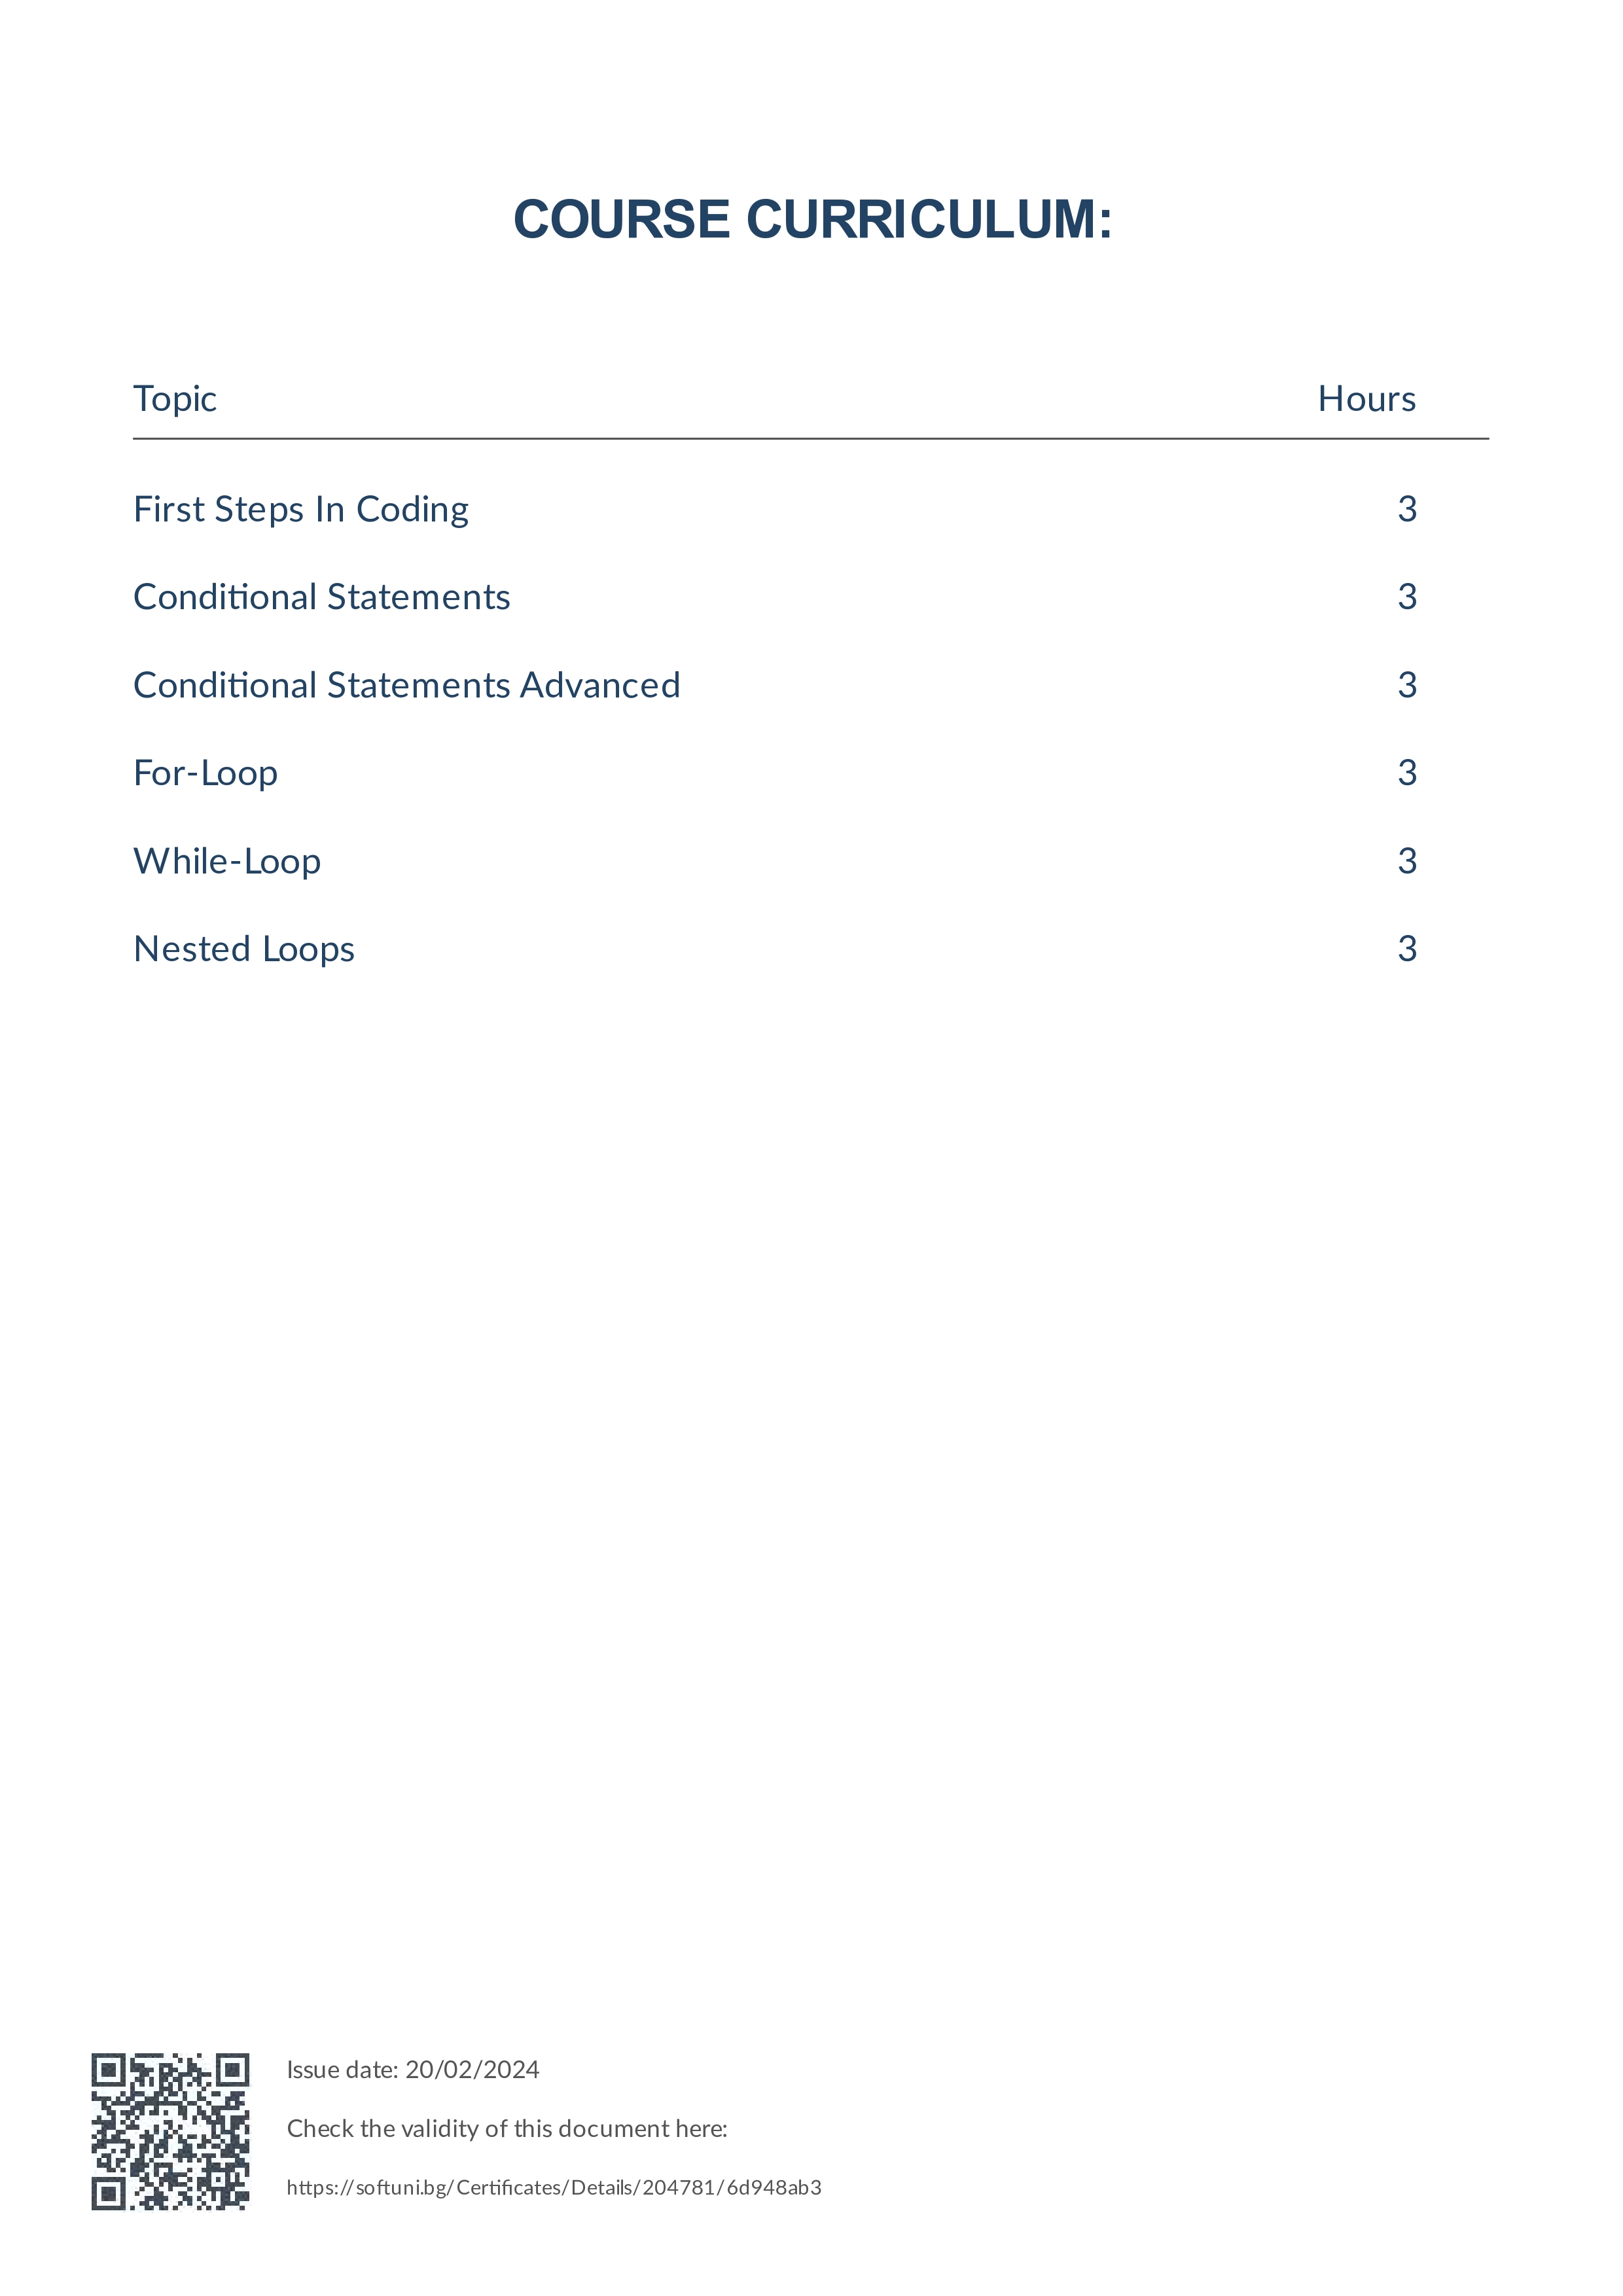 COURSE CURRICULUM:
Topic Hours
First Steps In Coding 3
Conditional Statements 3
Conditional Statements Advanced 3
For-Loop 3
While-Loop 3
Nested Loops 3
Issue date: 20/02/2024
Check the validity of this document here:
https://softuni.bg/Certificates/Details/204781/6d948ab3